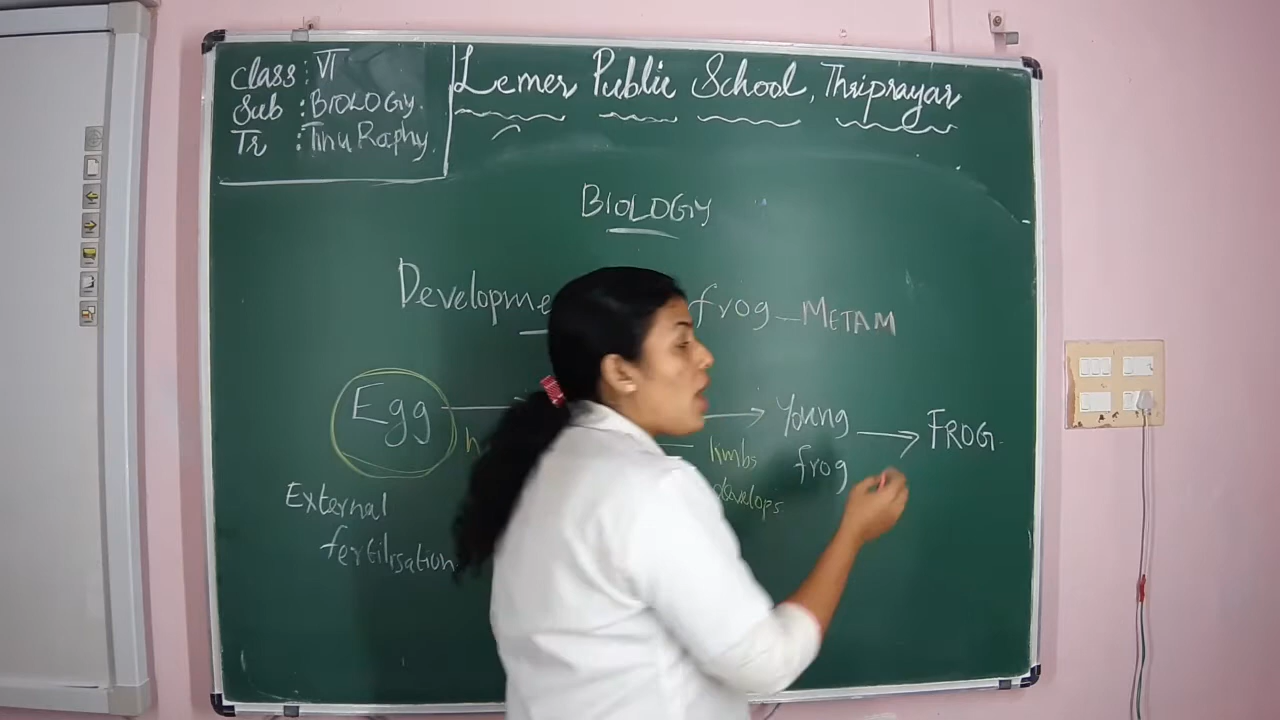 Class : VI
Sub : BIOLOGY.
Tr : Tinu Raphy.
Lemer Public School, Thriprayar
BIOLOGY
frog - METAM
Egg → → Young frog → FROG
limbs
develops
External
fertilisation